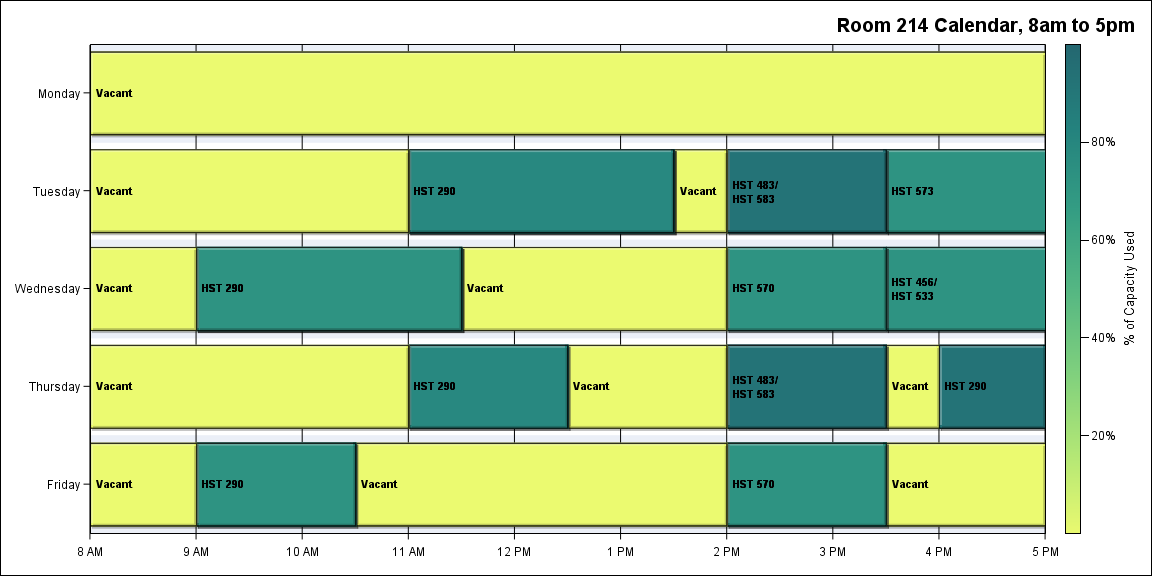 Room 214 Calendar, 8am to 5pm
Monday
Vacant
Tuesday
Vacant
HST 290
Vacant
HST 483/
HST 583
HST 573
Wednesday
Vacant
HST 290
Vacant
HST 570
HST 456/
HST 533
Thursday
Vacant
HST 290
Vacant
HST 483/
HST 583
Vacant
HST 290
Friday
Vacant
HST 290
Vacant
HST 570
Vacant
8 AM
9 AM
10 AM
11 AM
12 PM
1 PM
2 PM
3 PM
4 PM
5 PM
80%
60%
40%
20%
% of Capacity Used